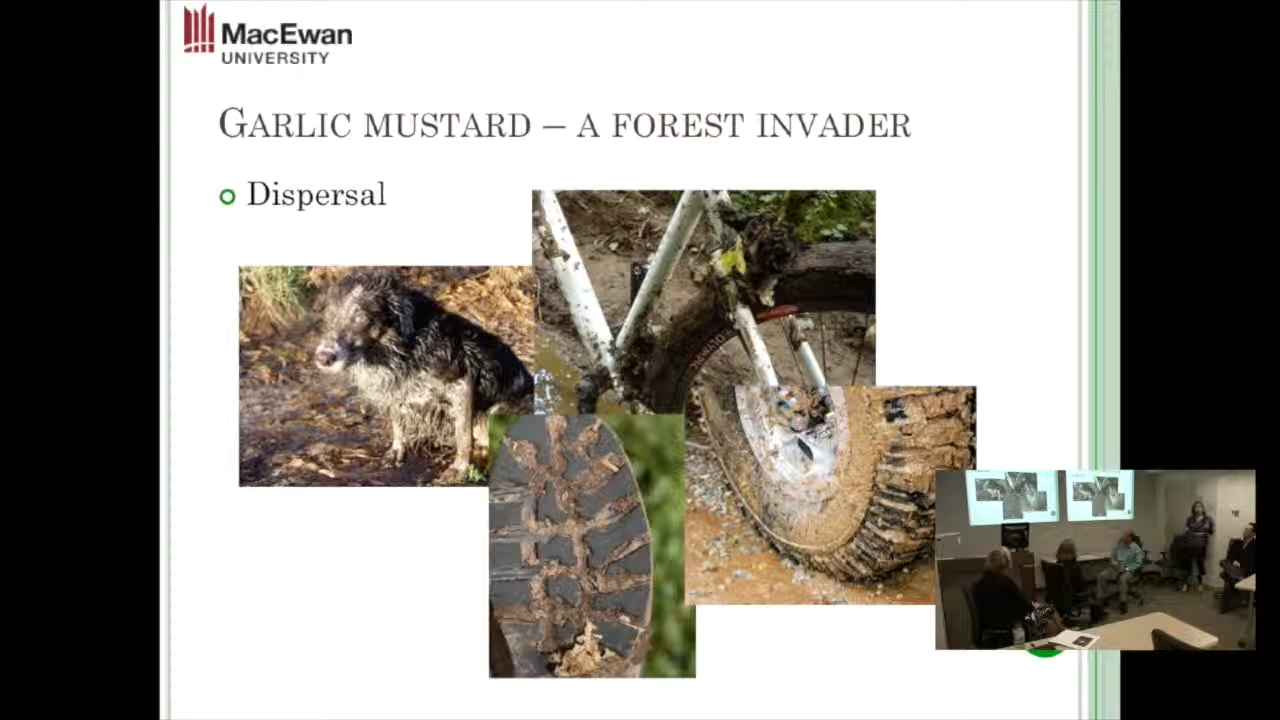 MacEwan
UNIVERSITY
GARLIC MUSTARD – A FOREST INVADER
Dispersal